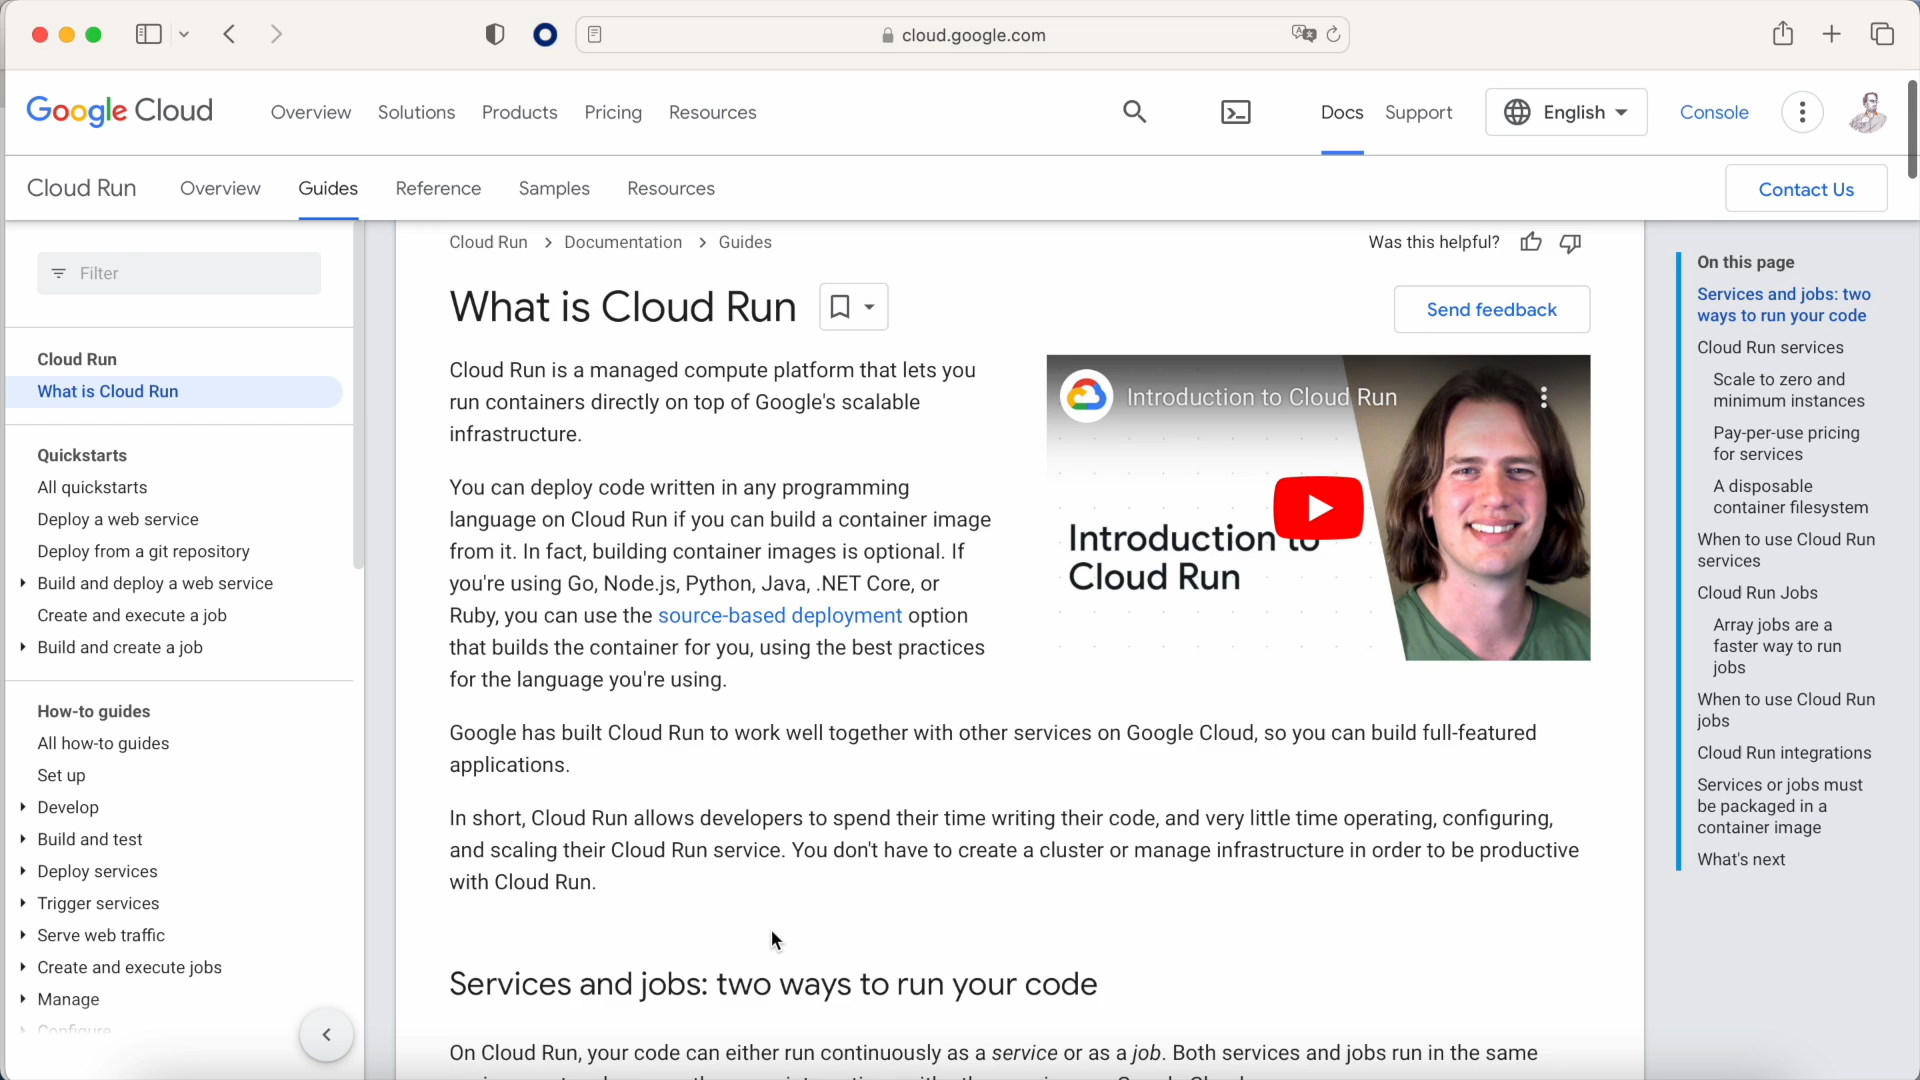 cloud.google.com
Google Cloud
Overview
Solutions
Products
Pricing
Resources
Docs
Support
English
Console
Cloud Run
Overview
Guides
Reference
Samples
Resources
Contact Us
Filter
Cloud Run
What is Cloud Run
Quickstarts
All quickstarts
Deploy a web service
Deploy from a git repository
Build and deploy a web service
Create and execute a job
Build and create a job
How-to guides
All how-to guides
Set up
Develop
Build and test
Deploy services
Trigger services
Serve web traffic
Create and execute jobs
Manage
Configure
Cloud Run > Documentation > Guides
Was this helpful?
What is Cloud Run
Send feedback
Cloud Run is a managed compute platform that lets you
run containers directly on top of Google's scalable
infrastructure.
You can deploy code written in any programming
language on Cloud Run if you can build a container image
from it. In fact, building container images is optional. If
you're using Go, Node.js, Python, Java, .NET Core, or
Ruby, you can use the source-based deployment option
that builds the container for you, using the best practices
for the language you're using.
Introduction to Cloud Run
Introduction to
Cloud Run
Google has built Cloud Run to work well together with other services on Google Cloud, so you can build full-featured
applications.
In short, Cloud Run allows developers to spend their time writing their code, and very little time operating, configuring,
and scaling their Cloud Run service. You don't have to create a cluster or manage infrastructure in order to be productive
with Cloud Run.
Services and jobs: two ways to run your code
On Cloud Run, your code can either run continuously as a service or as a job. Both services and jobs run in the same
On this page
Services and jobs: two
ways to run your code
Cloud Run services
Scale to zero and
minimum instances
Pay-per-use pricing
for services
A disposable
container filesystem
When to use Cloud Run
services
Cloud Run Jobs
Array jobs are a
faster way to run
jobs
When to use Cloud Run
jobs
Cloud Run integrations
Services or jobs must
be packaged in a
container image
What's next